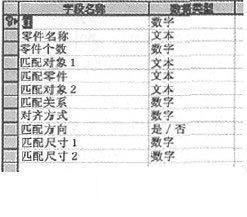 字段名称 数据类型
数字
零件名称 文本
零件个数 数字
匹配对象1 文本
匹配零件 文本
匹配对象2 文本
匹配关系 数字
对齐方式 数字
匹配方向 是/否
匹配尺寸1 数字
匹配尺寸2 数字